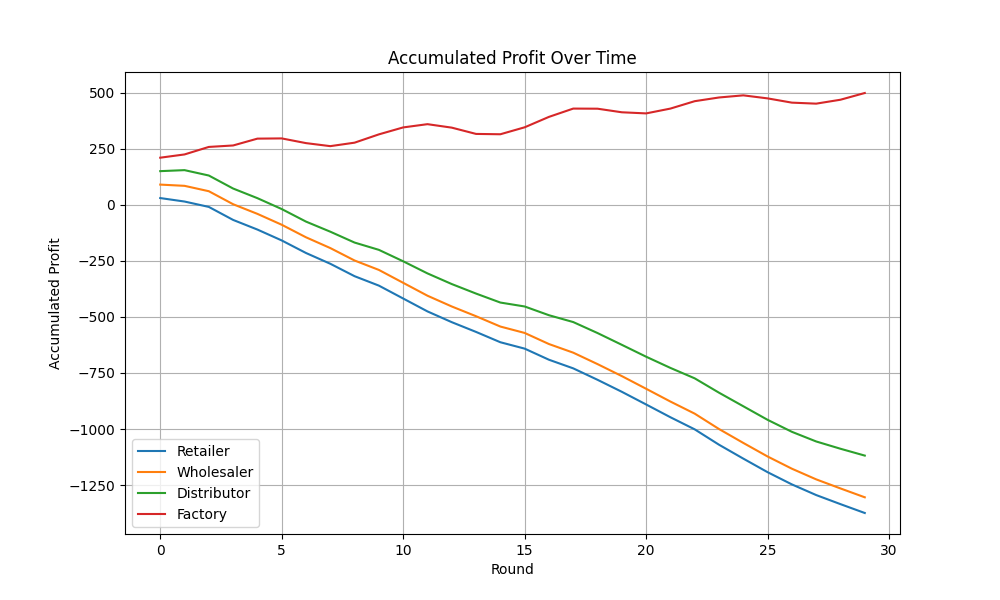 Accumulated Profit Over Time
Accumulated Profit
500
250
0
−250
−500
−750
−1000
−1250
Retailer
Wholesaler
Distributor
Factory
0 5 10 15 20 25 30
Round